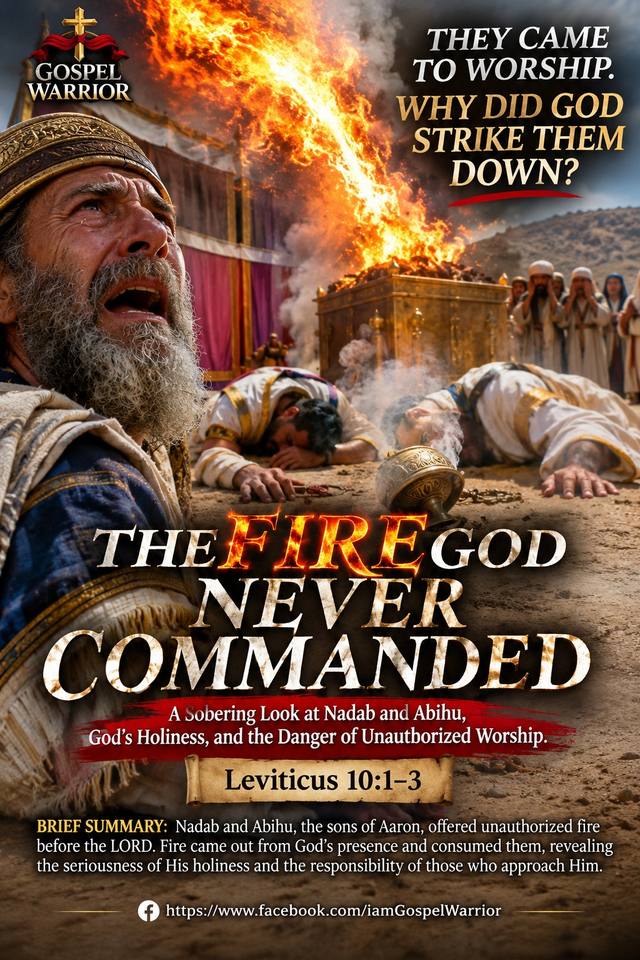 GOSPEL
WARRIOR
THEY CAME
TO WORSHIP.
WHY DID GOD
STRIKE THEM
DOWN?
THE FIRE GOD
NEVER
COMMANDED
A Sobering Look at Nadab and Abihu,
God's Holiness, and the Danger of Unauthorized Worship.
Leviticus 10:1–3
BRIEF SUMMARY: Nadab and Abihu, the sons of Aaron, offered unauthorized fire
before the LORD. Fire came out from God's presence and consumed them, revealing
the seriousness of His holiness and the responsibility of those who approach Him.
https://www.facebook.com/iamGospelWarrior